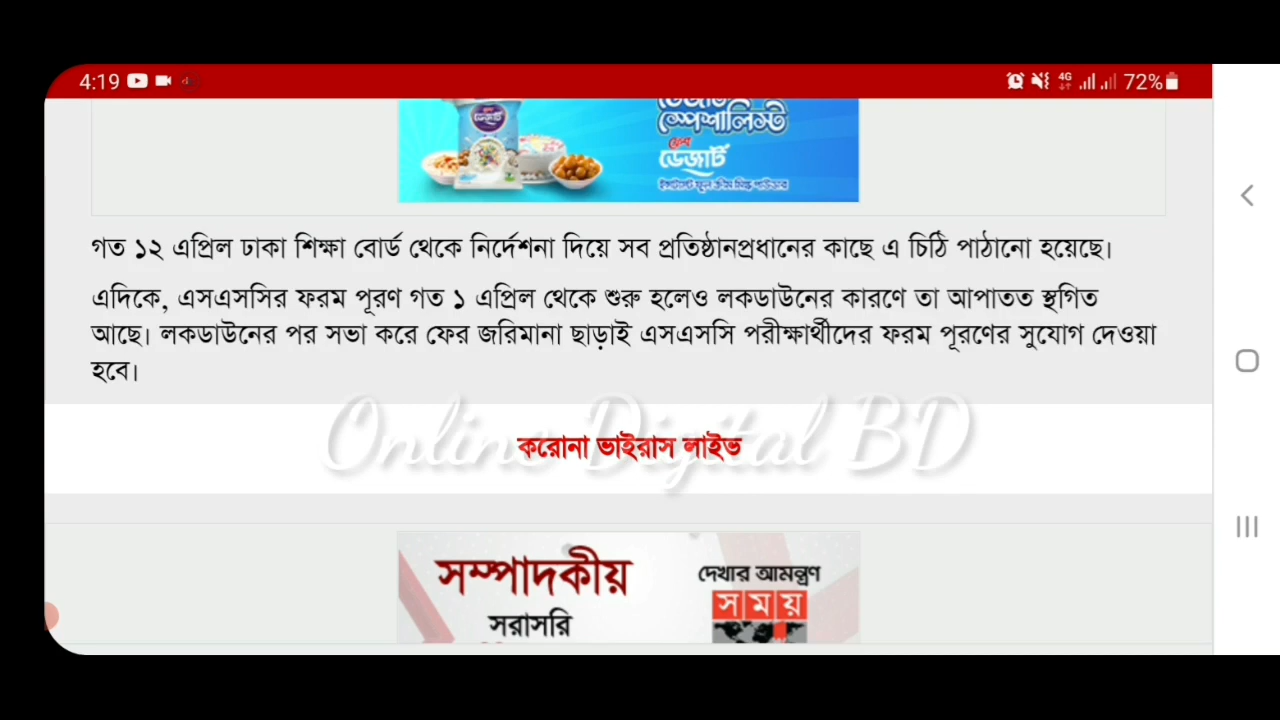 4:19
4G
72%
স্পেশালিস্ট
ডেজার্ট
গত ১২ এপ্রিল ঢাকা শিক্ষা বোর্ড থেকে নির্দেশনা দিয়ে সব প্রতিষ্ঠানপ্রধানের কাছে এ চিঠি পাঠানো হয়েছে।
এদিকে, এসএসসির ফরম পূরণ গত ১ এপ্রিল থেকে শুরু হলেও লকডাউনের কারণে তা আপাতত স্থগিত
আছে। লকডাউনের পর সভা করে ফের জরিমানা ছাড়াই এসএসসি পরীক্ষার্থীদের ফরম পূরণের সুযোগ দেওয়া
হবে।
Online Digital BD
করোনা ভাইরাস লাইভ
সম্পাদকীয়
সরাসরি
দেখার আমন্ত্রণ
সময়